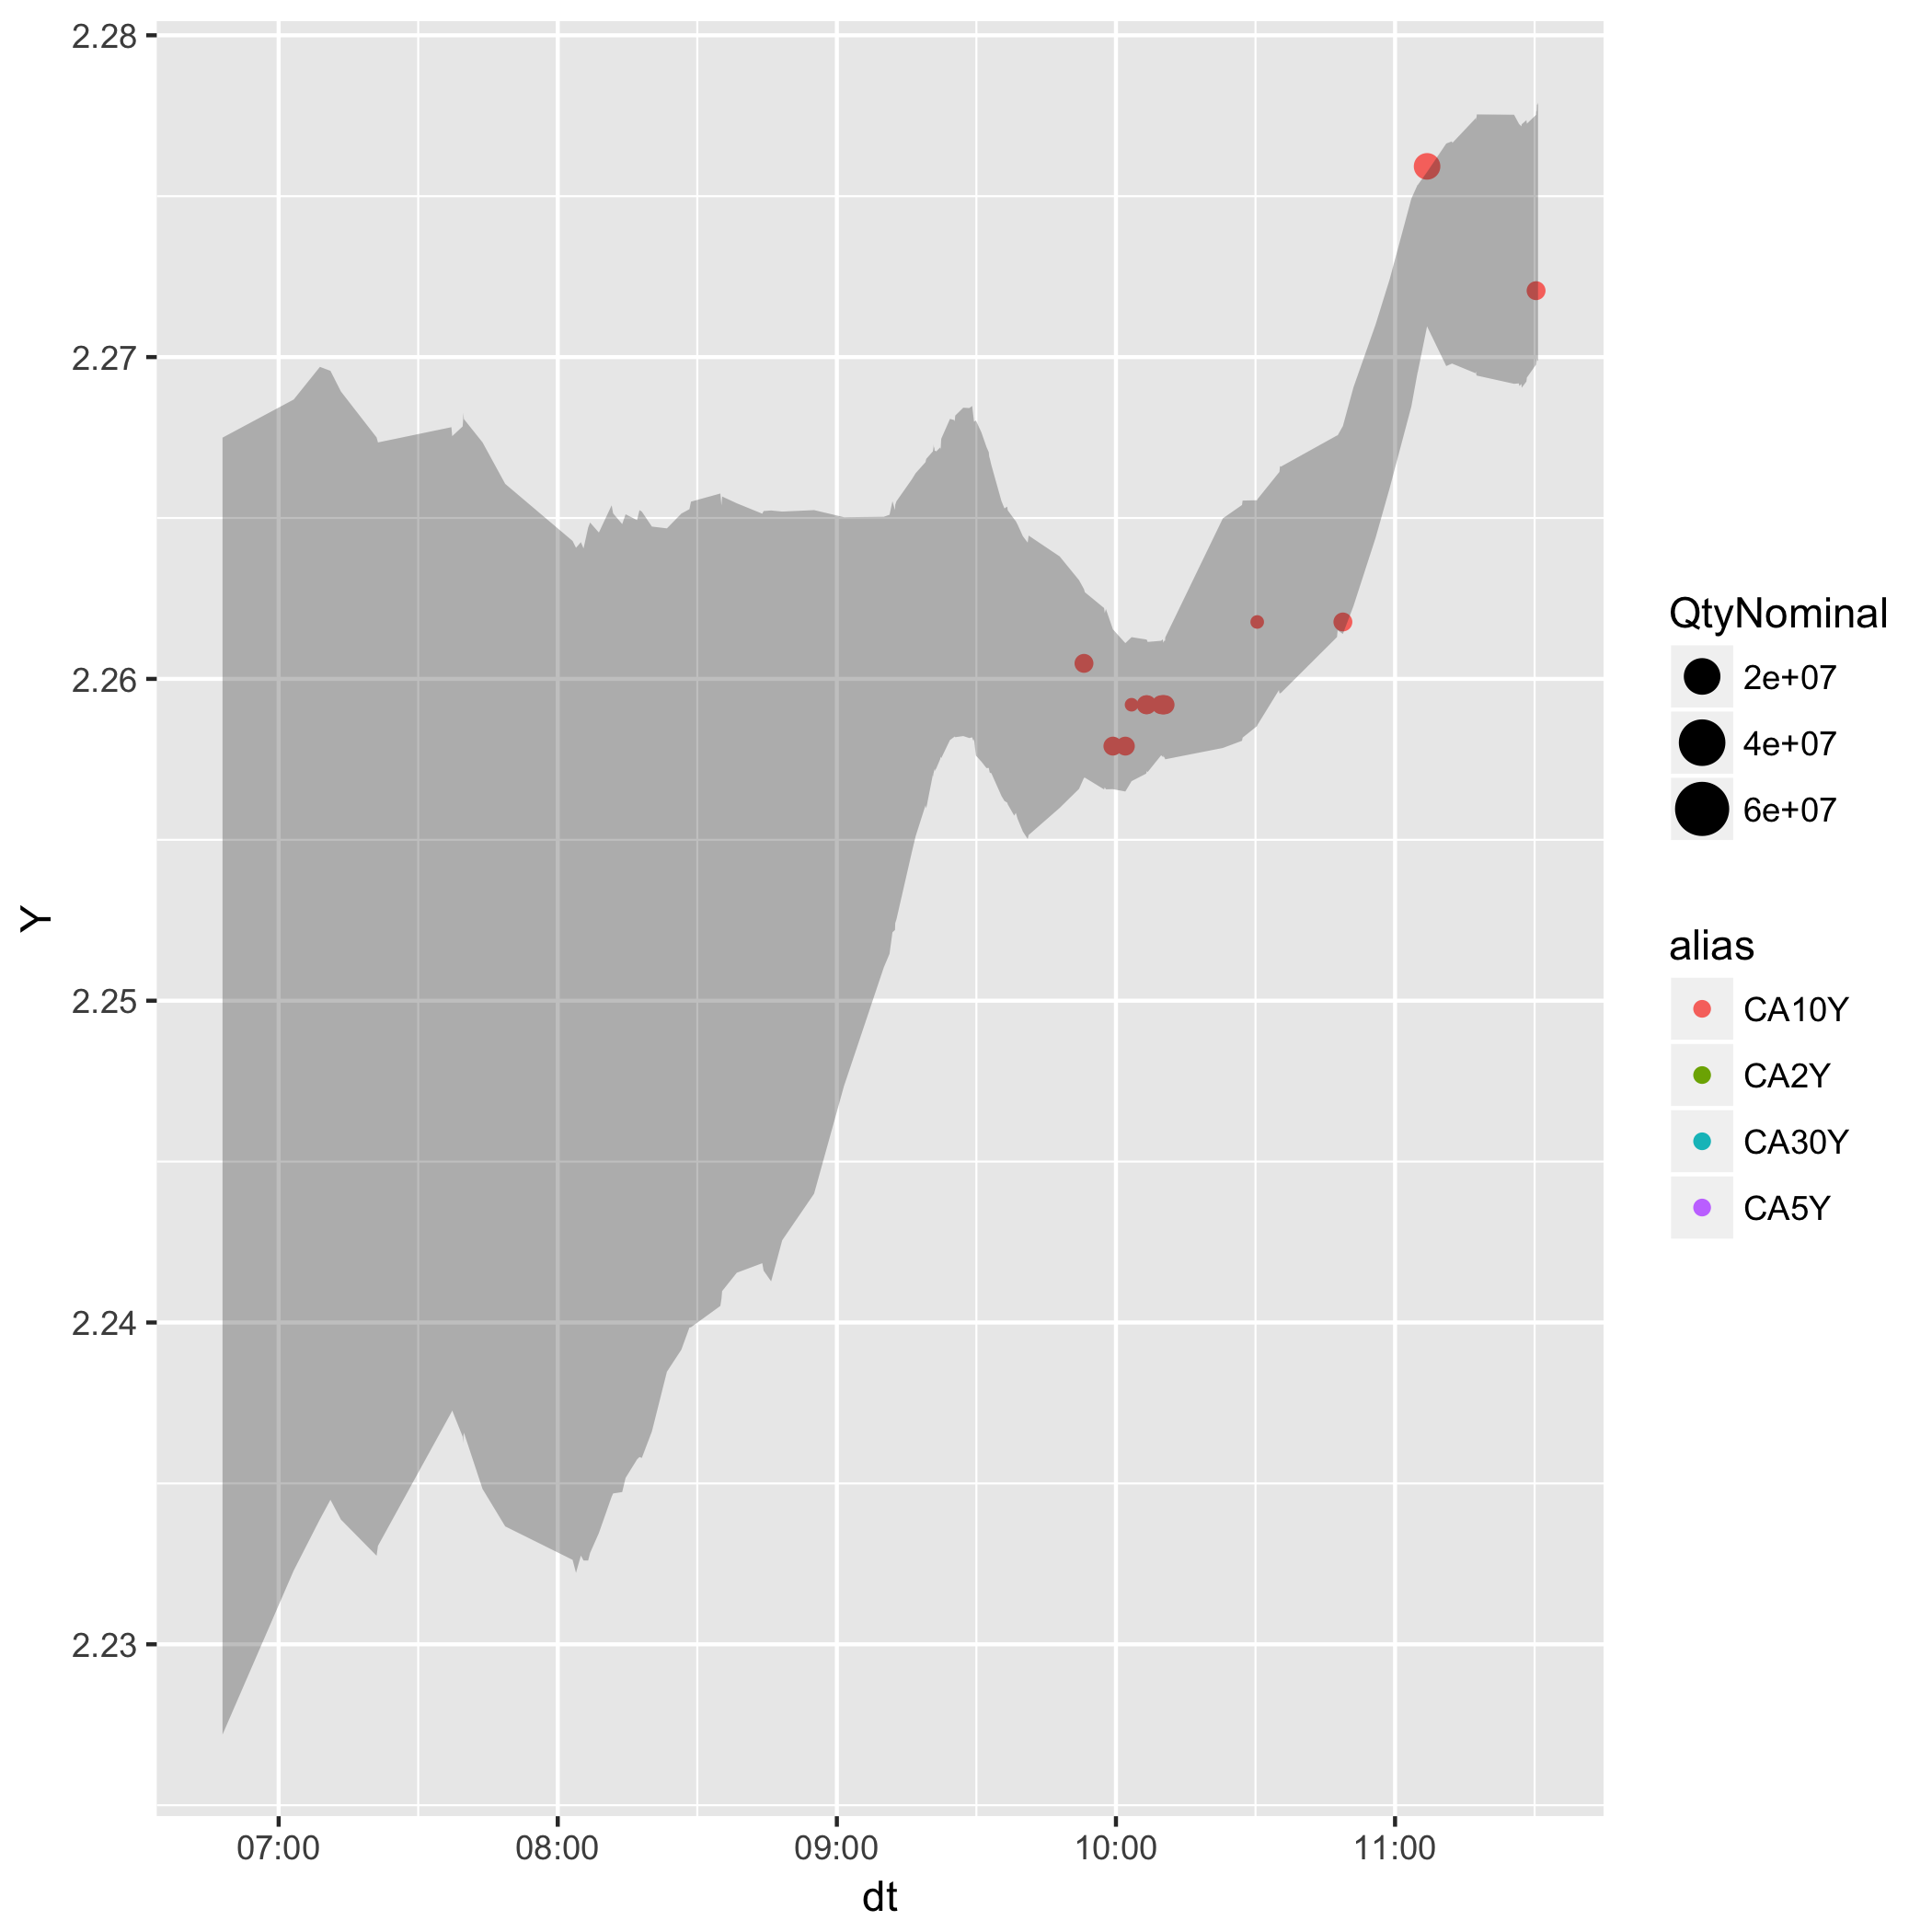 2.28
2.27
2.26
2.25
2.24
2.23
Y
07:00
08:00
09:00
10:00
11:00
dt
QtyNominal
2e+07
4e+07
6e+07
alias
CA10Y
CA2Y
CA30Y
CA5Y